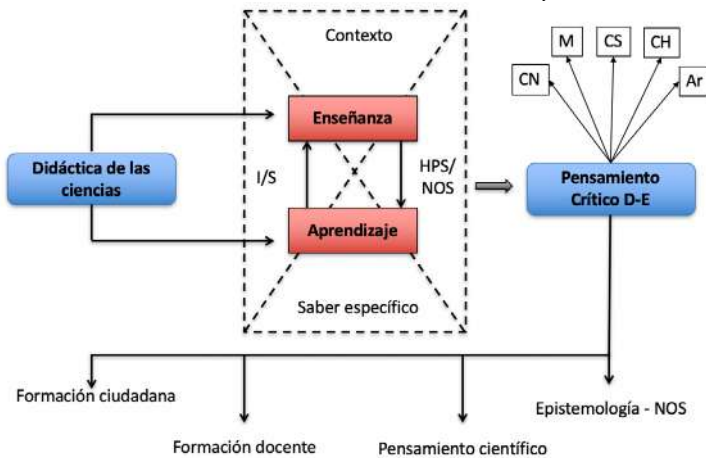 Contexto
M
CS
CH
CN
Ar
Enseñanza
Didáctica de las
ciencias
I/S
HPS/
NOS
Pensamiento
Crítico D-E
Aprendizaje
Saber específico
Formación ciudadana
Epistemología - NOS
Formación docente
Pensamiento científico